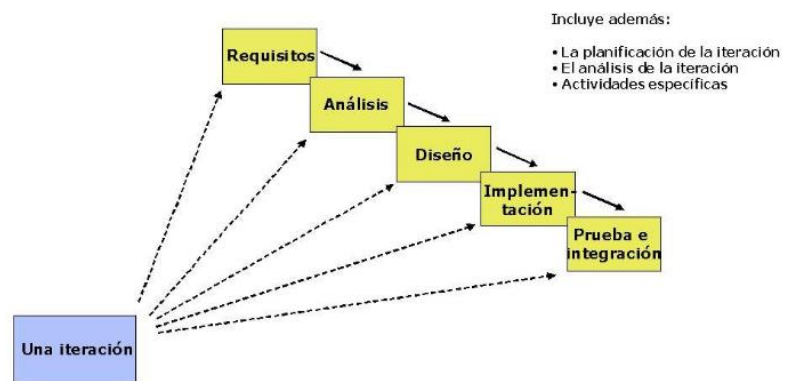 Incluye además:
• La planificación de la iteración
• El análisis de la iteración
• Actividades específicas
Requisitos
Análisis
Diseño
Implemen-
tación
Prueba e
integración
Una iteración